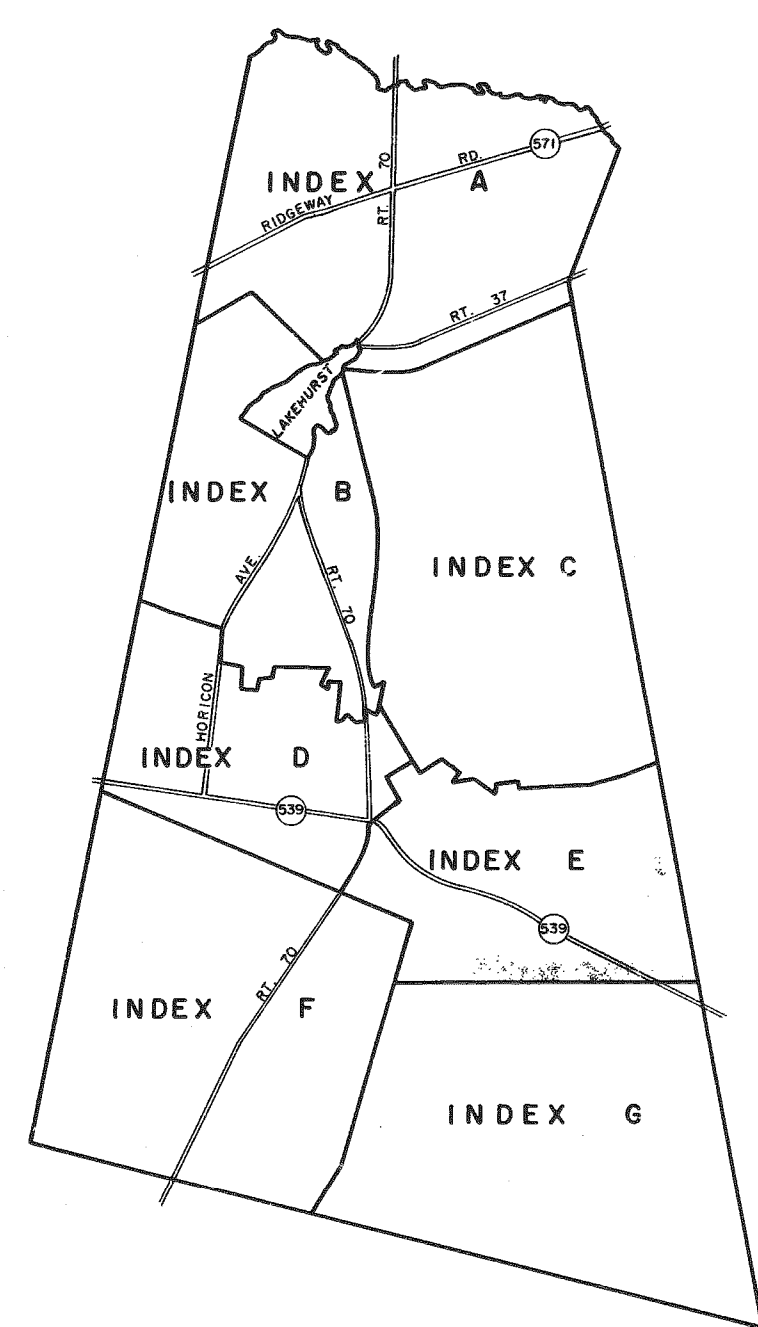 571
INDEX A
RIDGEWAY RD.
RT. 70
RT. 37
LAKEHURST
INDEX B
AVE.
RT. 70
INDEX C
HORICON
INDEX D
539
INDEX E
539
RT. 70
INDEX F
INDEX G